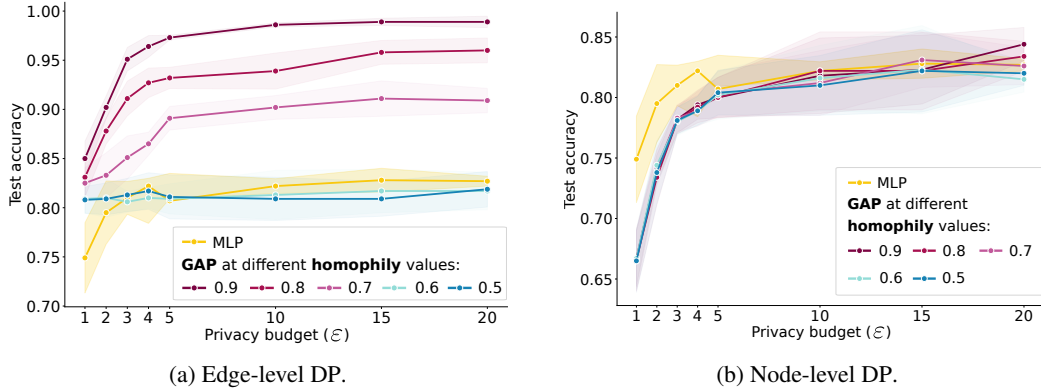 1.00
0.95
0.90
0.85
0.80
0.75
0.70
Test accuracy
MLP
GAP at different homophily values:
0.9 0.8 0.7 0.6 0.5
1 2 3 4 5 10 15 20
Privacy budget (ε)
(a) Edge-level DP.
0.85
0.80
0.75
0.70
0.65
Test accuracy
MLP
GAP at different
homophily values:
0.9 0.8 0.7
0.6 0.5
1 2 3 4 5 10 15 20
Privacy budget (ε)
(b) Node-level DP.